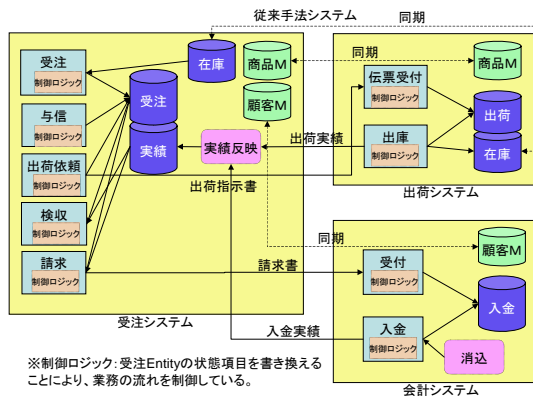 従来手法システム
同期
受注
制御ロジック
与信
制御ロジック
出荷依頼
制御ロジック
検収
制御ロジック
請求
制御ロジック
受注
実績
在庫
商品M
顧客M
実績反映
受注システム
同期
出荷実績
出荷指示書
伝票受付
制御ロジック
出庫
制御ロジック
商品M
出荷
在庫
出荷システム
同期
請求書
入金実績
受付
制御ロジック
入金
制御ロジック
顧客M
入金
消込
会計システム
※制御ロジック：受注Entityの状態項目を書き換える
ことにより、業務の流れを制御している。